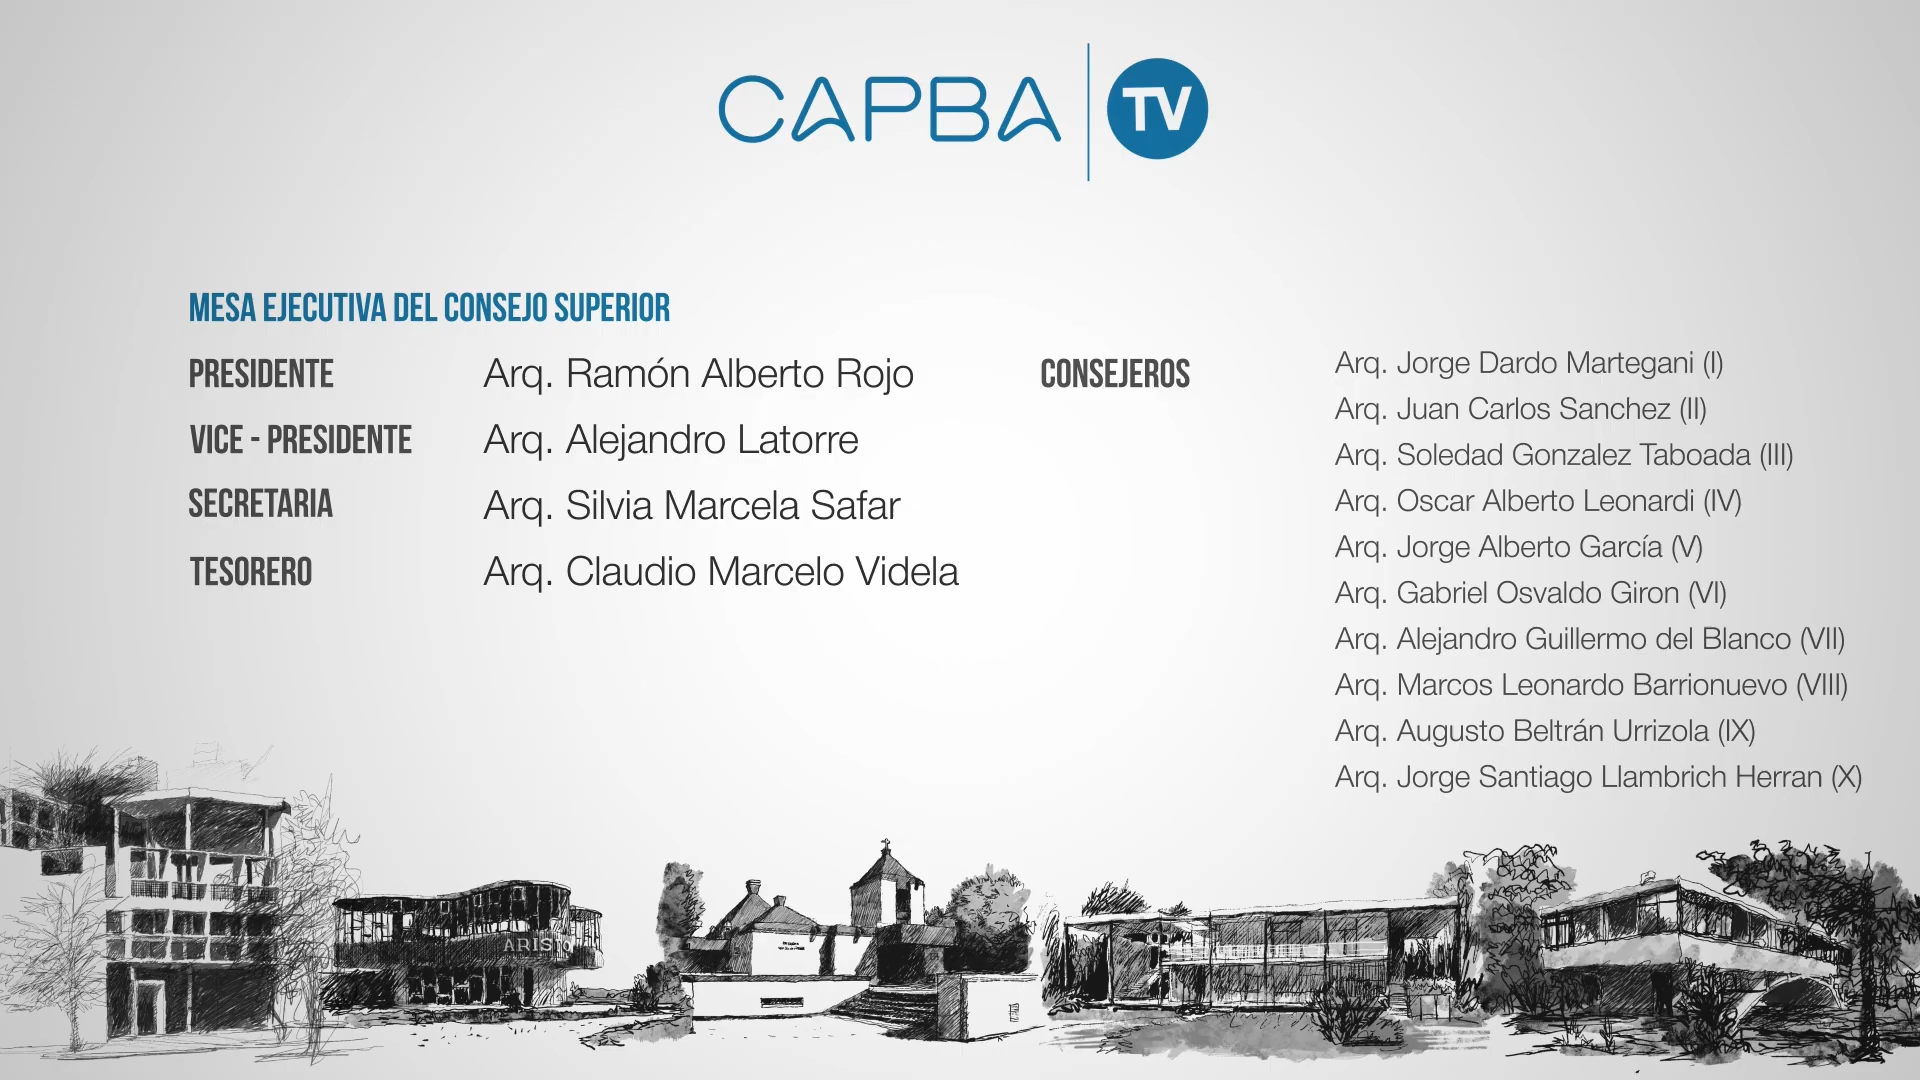 CAPBA TV
MESA EJECUTIVA DEL CONSEJO SUPERIOR
PRESIDENTE Arq. Ramón Alberto Rojo
VICE - PRESIDENTE Arq. Alejandro Latorre
SECRETARIA Arq. Silvia Marcela Safar
TESORERO Arq. Claudio Marcelo Videla
CONSEJEROS
Arq. Jorge Dardo Martegani (I)
Arq. Juan Carlos Sanchez (II)
Arq. Soledad Gonzalez Taboada (III)
Arq. Oscar Alberto Leonardi (IV)
Arq. Jorge Alberto García (V)
Arq. Gabriel Osvaldo Giron (VI)
Arq. Alejandro Guillermo del Blanco (VII)
Arq. Marcos Leonardo Barrionuevo (VIII)
Arq. Augusto Beltrán Urrizola (IX)
Arq. Jorge Santiago Llambrich Herran (X)
ARISTO